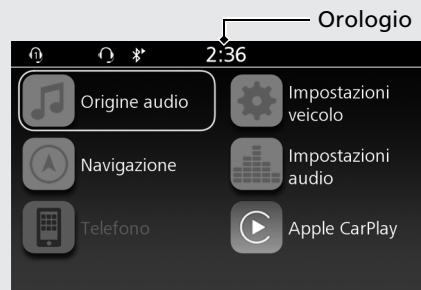 Orologio
2:36
Origine audio
Impostazioni
veicolo
Navigazione
Impostazioni
audio
Telefono
Apple CarPlay